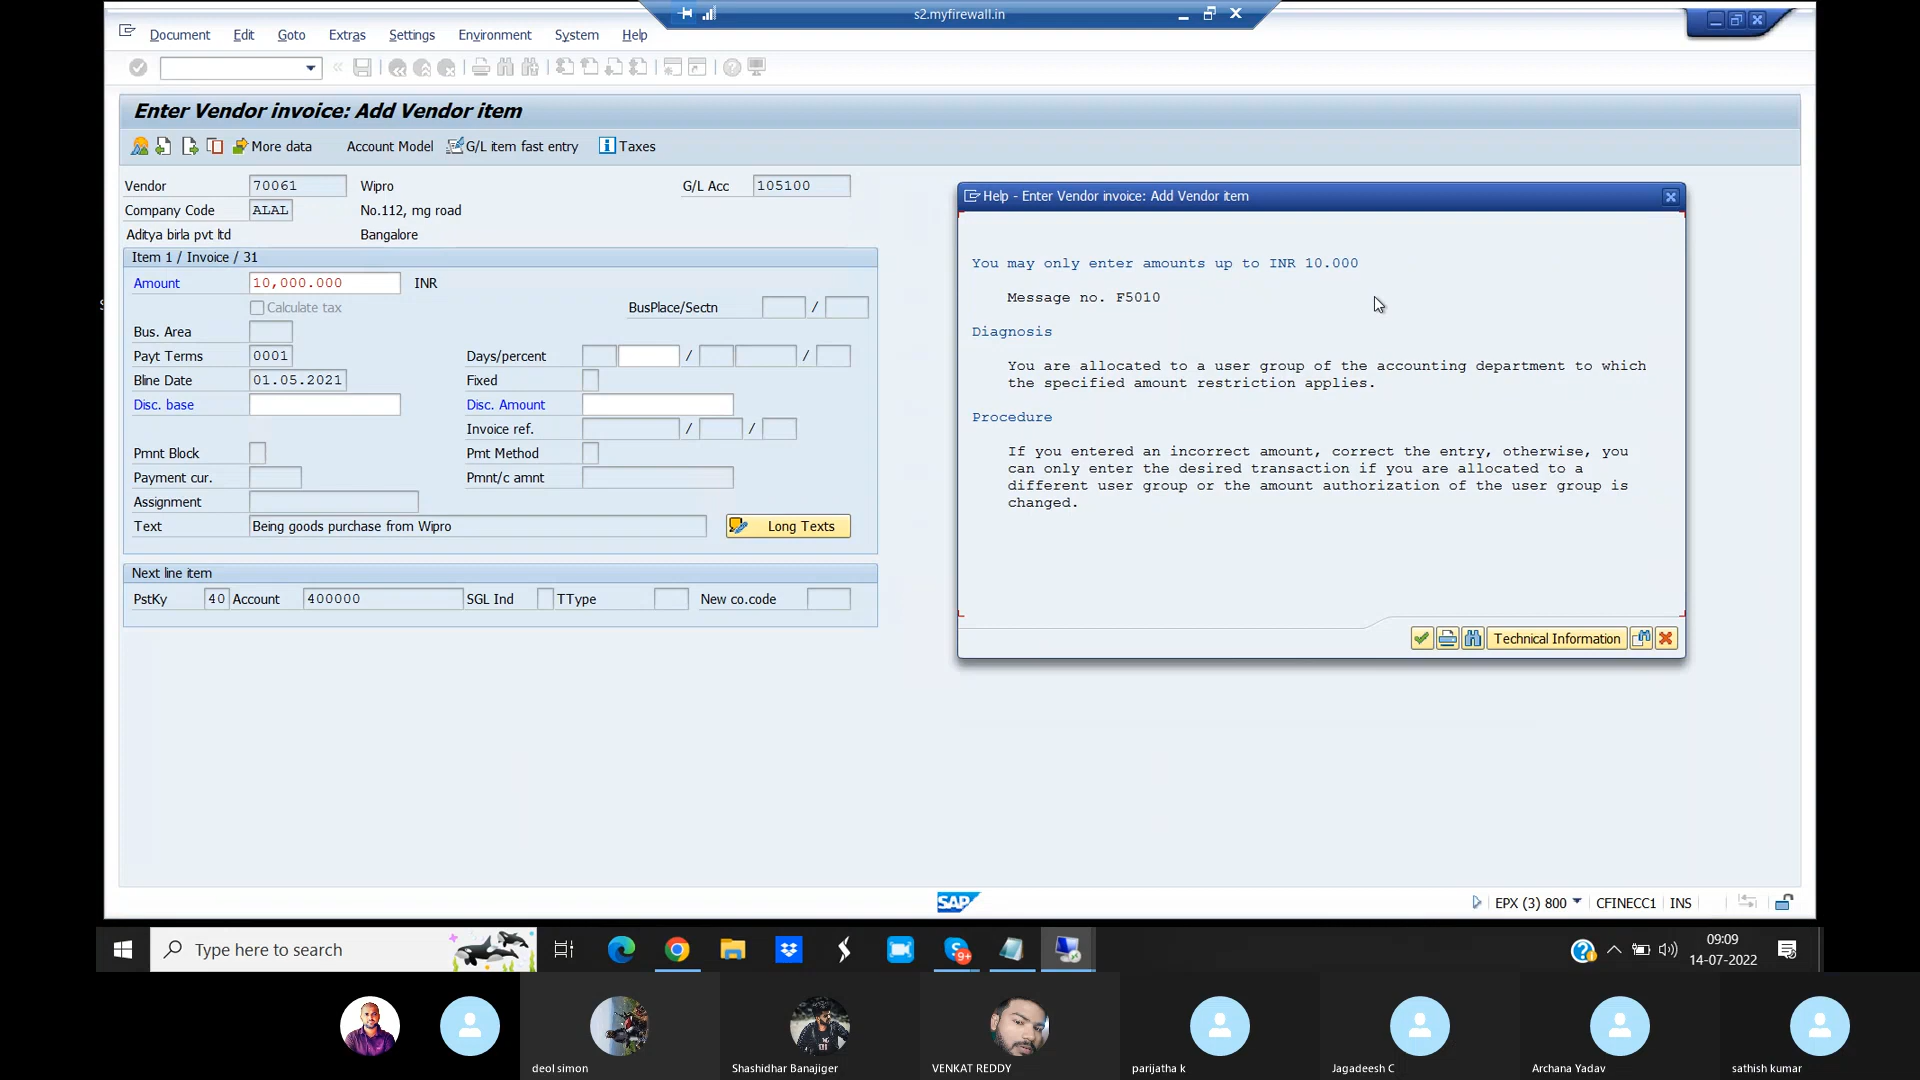 s2.myfirewall.in
Document Edit Goto Extras Settings Environment System Help
Enter Vendor invoice: Add Vendor item
More data Account Model G/L item fast entry Taxes
Vendor 70061 Wipro G/L Acc 105100
Company Code ALAL No.112, mg road
Aditya birla pvt ltd Bangalore
Item 1 / Invoice / 31
Amount 10,000.000 INR
Calculate tax BusPlace/Sectn /
Bus. Area
Payt Terms 0001 Days/percent / /
Bline Date 01.05.2021 Fixed
Disc. base Disc. Amount
Invoice ref. / /
Pmnt Block Pmt Method
Payment cur. Pmnt/c amnt
Assignment
Text Being goods purchase from Wipro Long Texts
Next line item
PstKy 40 Account 400000 SGL Ind TType New co.code
Help - Enter Vendor invoice: Add Vendor item
You may only enter amounts up to INR 10.000
Message no. F5010
Diagnosis
You are allocated to a user group of the accounting department to which
the specified amount restriction applies.
Procedure
If you entered an incorrect amount, correct the entry, otherwise, you
can only enter the desired transaction if you are allocated to a
different user group or the amount authorization of the user group is
changed.
Technical Information
SAP EPX (3) 800 CFINECC1 INS
Type here to search
9+
09:09
14-07-2022
deol simon Shashidhar Banajiger VENKAT REDDY parijatha k Jagadeesh C Archana Yadav sathish kumar